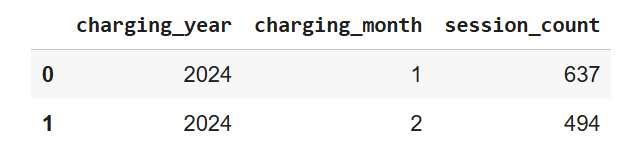 charging_year charging_month session_count
0 2024 1 637
1 2024 2 494